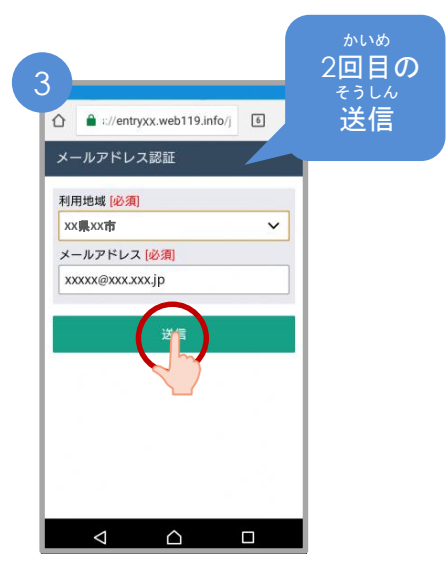 かいめ
2回目の
そうしん
送信
3
://entryxx.web119.info/j
6
メールアドレス認証
利用地域 [必須]
xx県xx市
メールアドレス [必須]
xxxxx@xxx.xxx.jp
送信